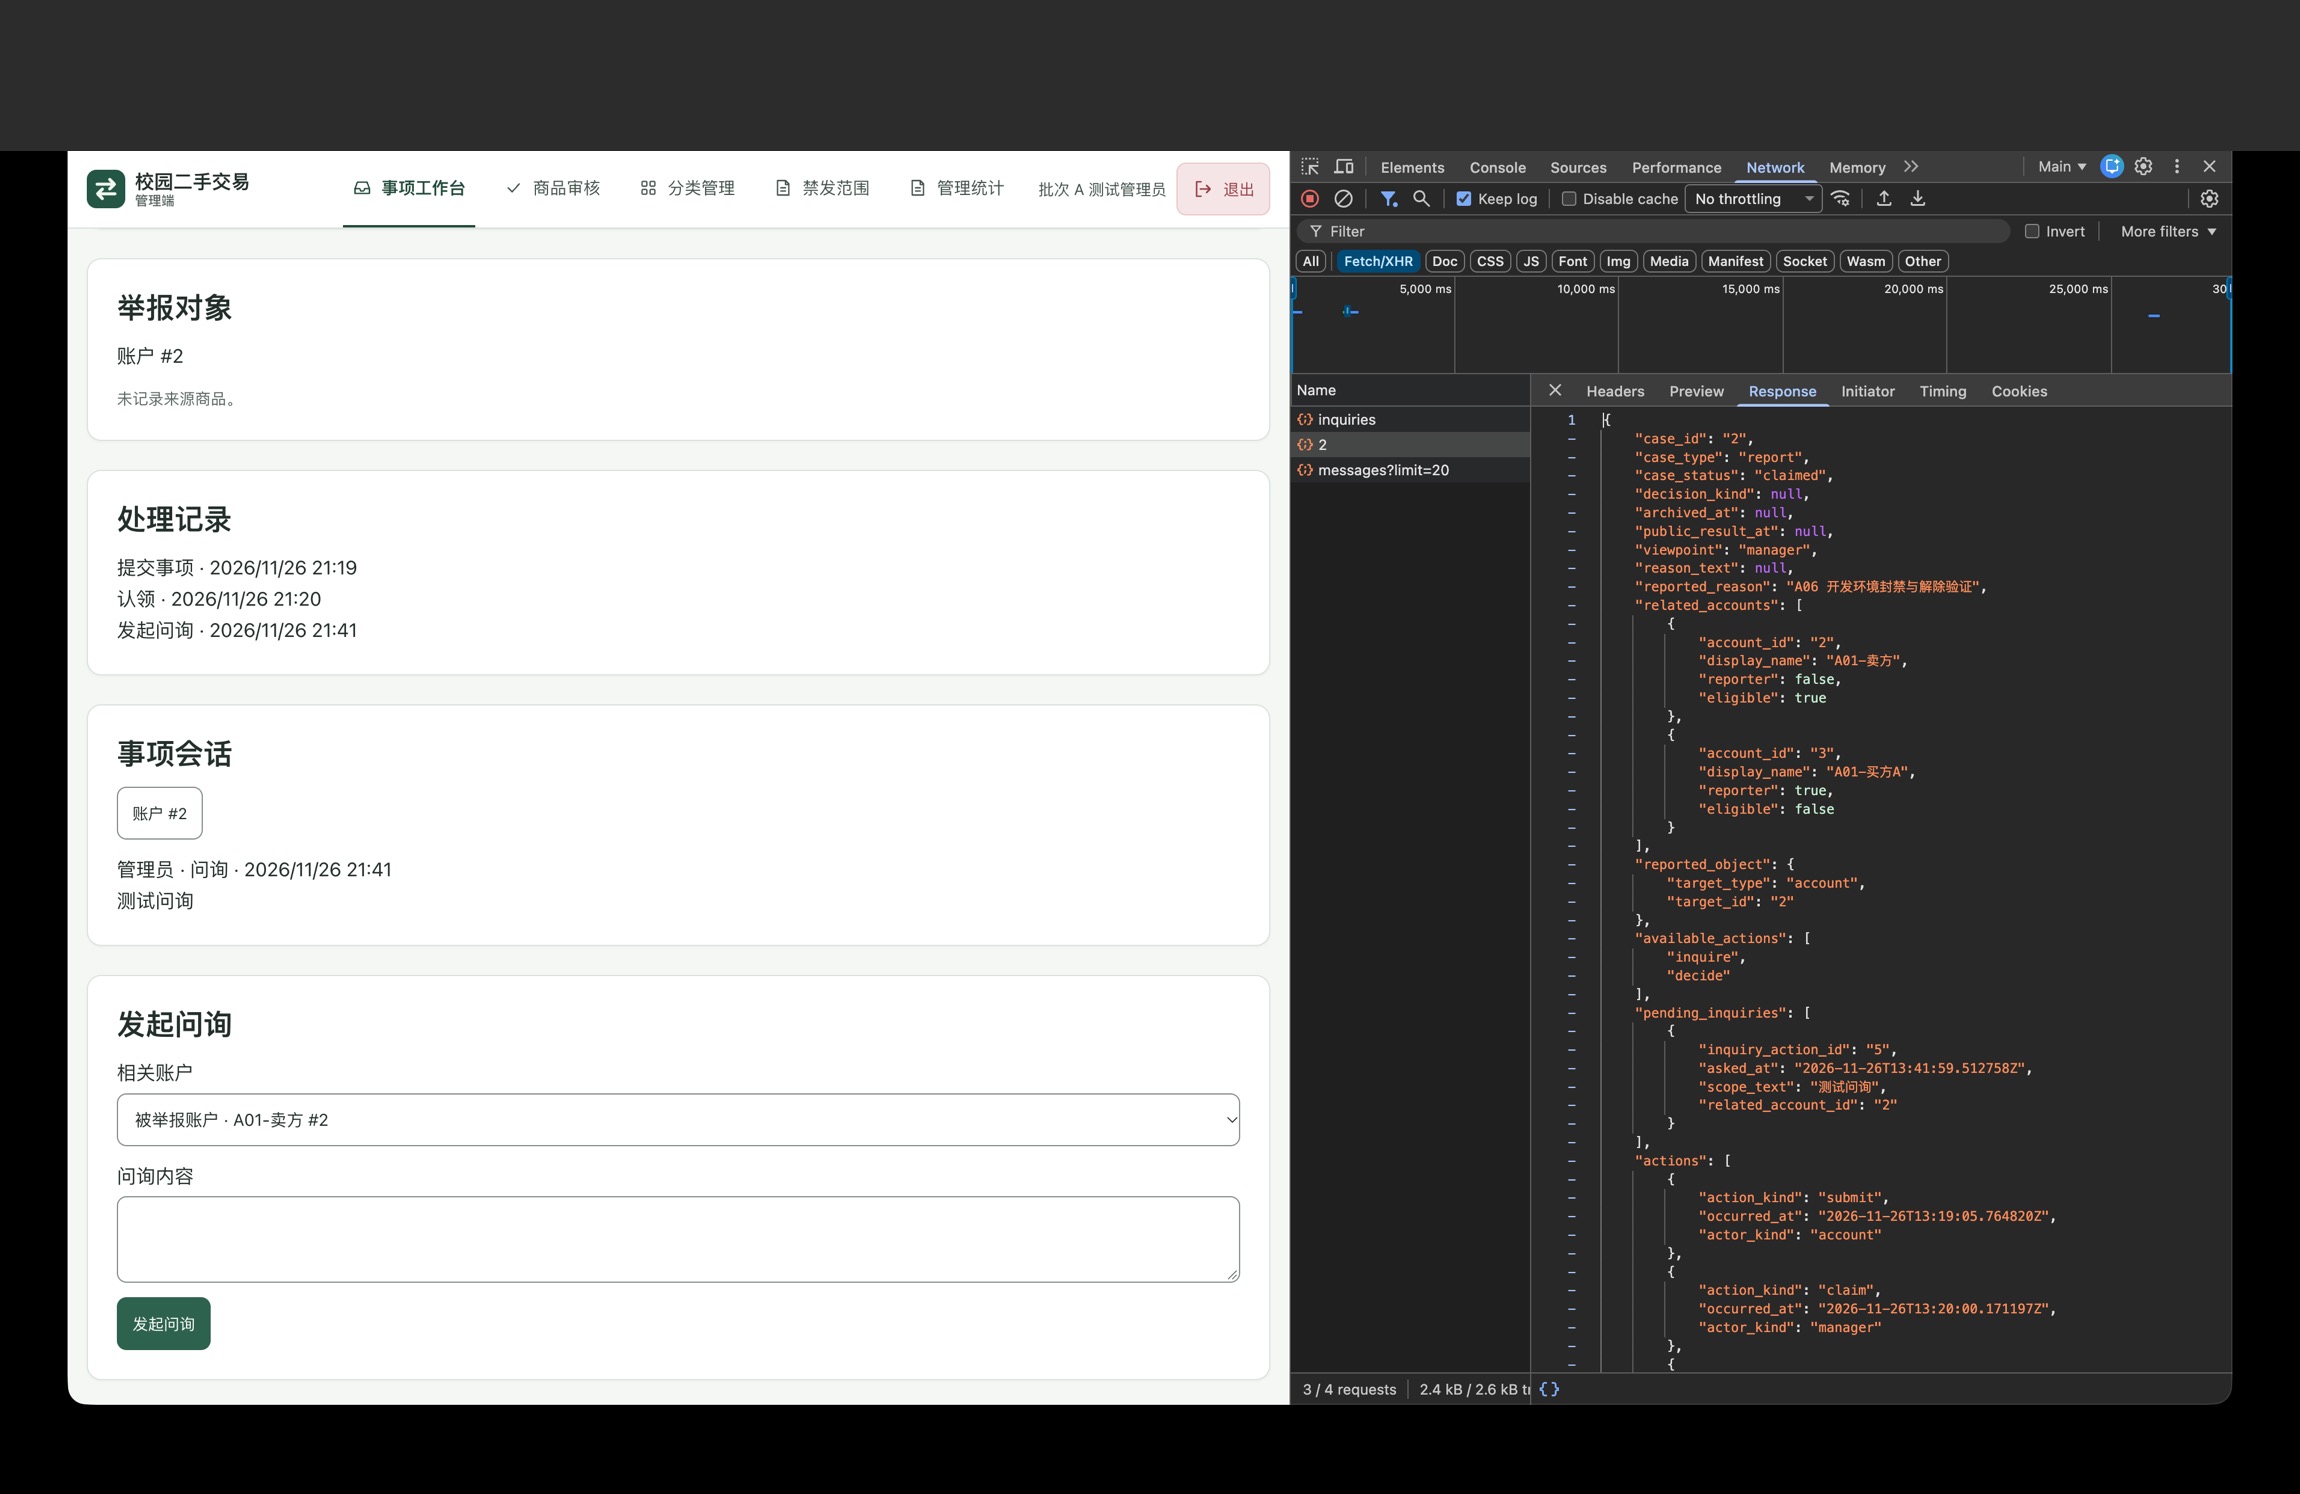 校园二手交易
管理端
事项工作台
商品审核
分类管理
禁发范围
管理统计
批次 A 测试管理员
退出
举报对象
账户 #2
未记录来源商品。
处理记录
提交事项 · 2026/11/26 21:19
认领 · 2026/11/26 21:20
发起问询 · 2026/11/26 21:41
事项会话
账户 #2
管理员 · 问询 · 2026/11/26 21:41
测试问询
发起问询
相关账户
被举报账户 · A01-卖方 #2
问询内容
发起问询
Elements Console Sources Performance Network Memory Main
Keep log Disable cache No throttling
Filter Invert More filters
All Fetch/XHR Doc CSS JS Font Img Media Manifest Socket Wasm Other
5,000 ms 10,000 ms 15,000 ms 20,000 ms 25,000 ms 30
Name
inquiries
2
messages?limit=20
Headers Preview Response Initiator Timing Cookies
1 {
"case_id": "2",
"case_type": "report",
"case_status": "claimed",
"decision_kind": null,
"archived_at": null,
"public_result_at": null,
"viewpoint": "manager",
"reason_text": null,
"reported_reason": "A06 开发环境封禁与解除验证",
"related_accounts": [
{
"account_id": "2",
"display_name": "A01-卖方",
"reporter": false,
"eligible": true
},
{
"account_id": "3",
"display_name": "A01-买方A",
"reporter": true,
"eligible": false
}
],
"reported_object": {
"target_type": "account",
"target_id": "2"
},
"available_actions": [
"inquire",
"decide"
],
"pending_inquiries": [
{
"inquiry_action_id": "5",
"asked_at": "2026-11-26T13:41:59.512758Z",
"scope_text": "测试问询",
"related_account_id": "2"
}
],
"actions": [
{
"action_kind": "submit",
"occurred_at": "2026-11-26T13:19:05.764820Z",
"actor_kind": "account"
},
{
"action_kind": "claim",
"occurred_at": "2026-11-26T13:20:00.171197Z",
"actor_kind": "manager"
},
{
3 / 4 requests 2.4 kB / 2.6 kB tr {}